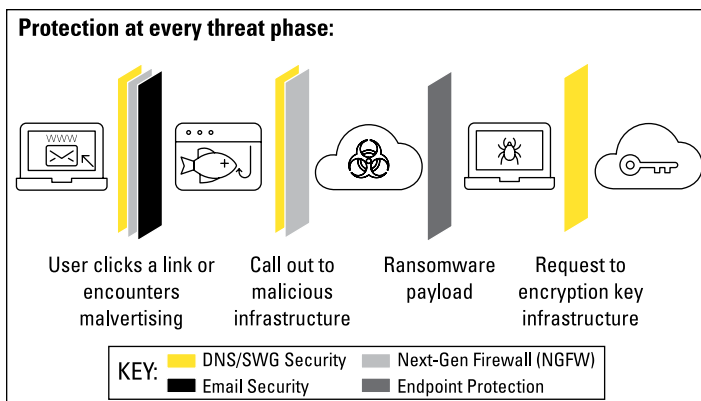 Protection at every threat phase:
WWW
User clicks a link or
encounters
malvertising
Call out to
malicious
infrastructure
Ransomware
payload
Request to
encryption key
infrastructure
KEY:
DNS/SWG Security
Next-Gen Firewall (NGFW)
Email Security
Endpoint Protection